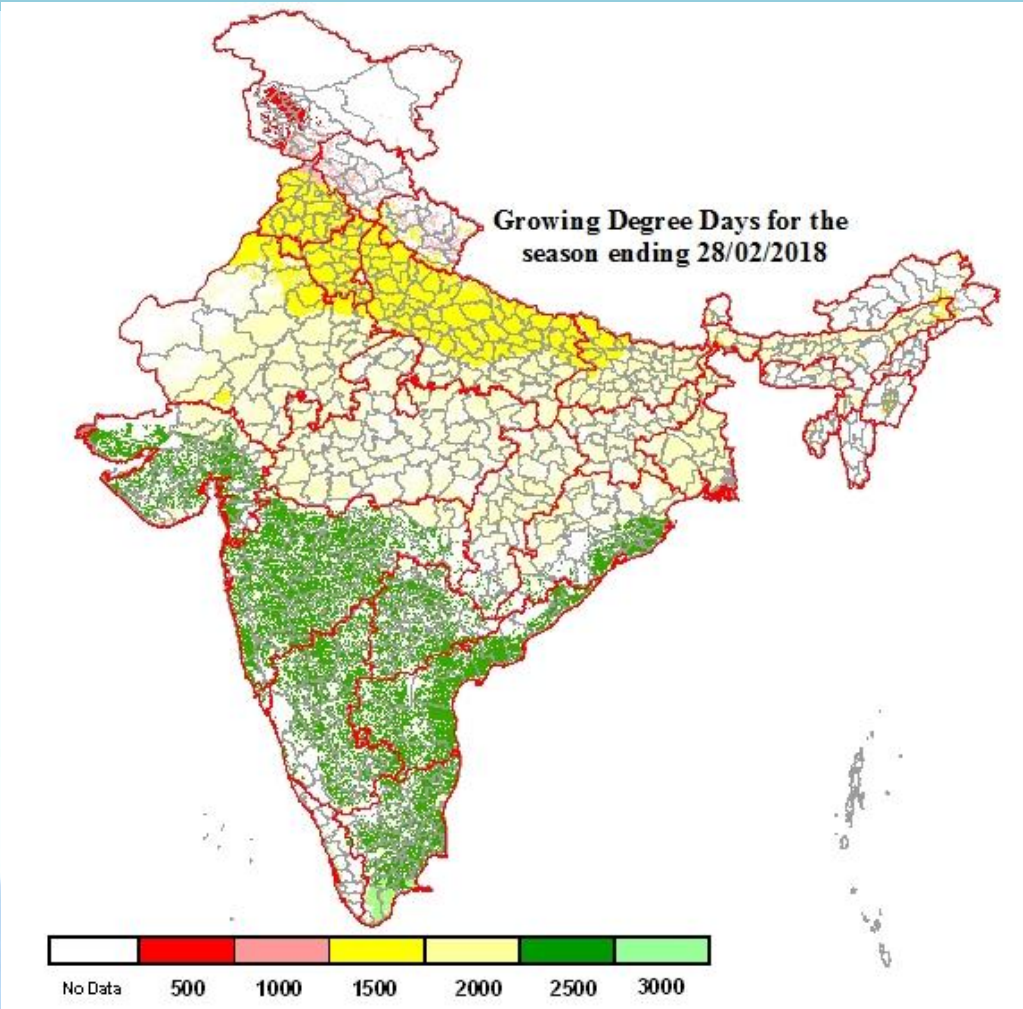 Growing Degree Days for the
season ending 28/02/2018
No Data 500 1000 1500 2000 2500 3000